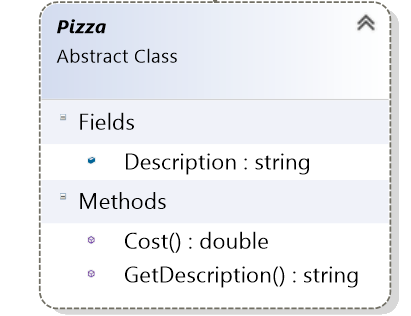 Pizza
Abstract Class
Fields
Description : string
Methods
Cost() : double
GetDescription() : string